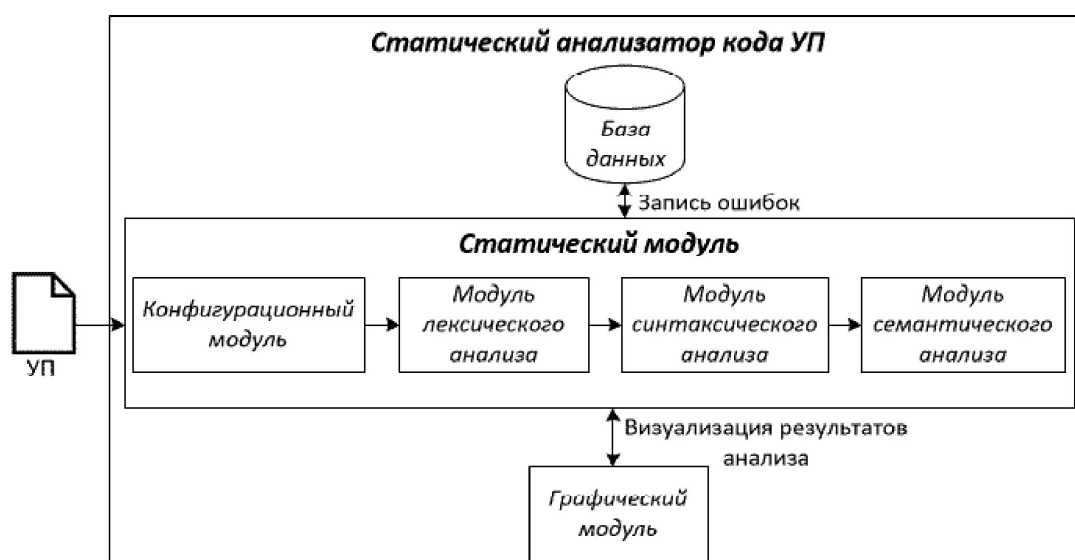 Статический анализатор кода УП
База
данных
Запись ошибок
Статический модуль
Конфигурационный
модуль
Модуль
лексического
анализа
Модуль
синтаксического
анализа
Модуль
семантического
анализа
УП
Визуализация результатов
анализа
Графический
модуль